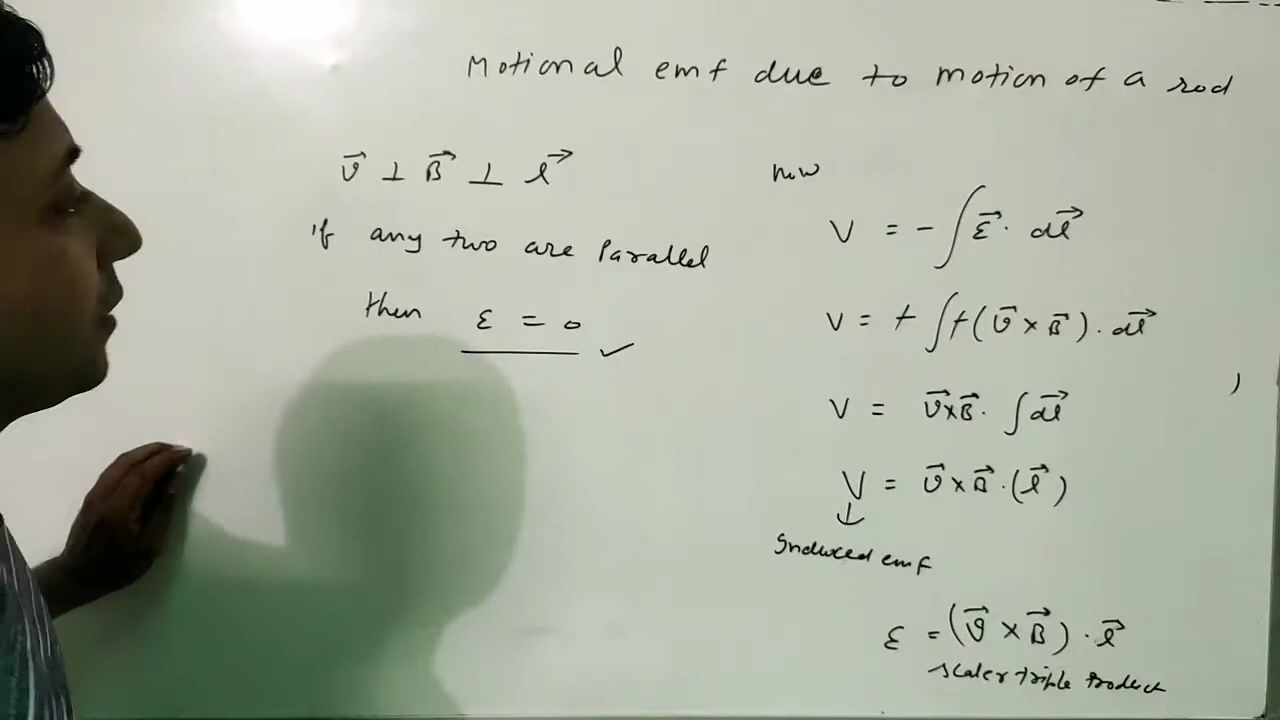 Motional emf due to motion of a rod
v⃗ ⊥ B⃗ ⊥ l⃗
if any two are Parallel
then ε = 0 ✓
now
V = - ∫ ε⃗ · dl⃗
V = + ∫ + (v⃗ × B⃗) · dl⃗
V = v⃗×B⃗ · ∫ dl⃗
V = v⃗×B⃗ · (l⃗)
↓
Induced emf
ε = (v⃗ × B⃗) · l⃗
scaler triple Product